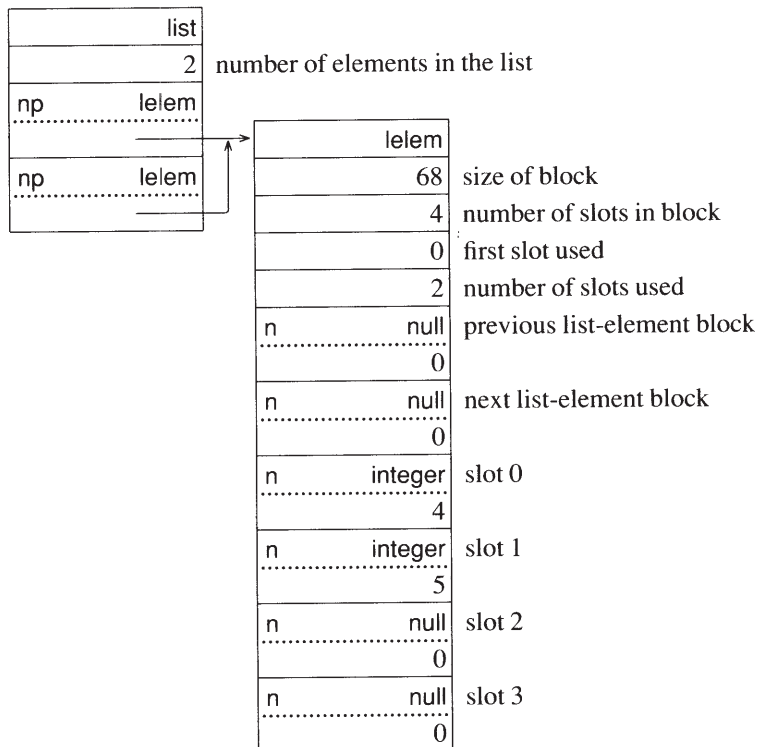 list
2 number of elements in the list
np lelem
np lelem
lelem
68 size of block
4 number of slots in block
0 first slot used
2 number of slots used
n null previous list-element block
0
n null next list-element block
0
n integer slot 0
4
n integer slot 1
5
n null slot 2
0
n null slot 3
0